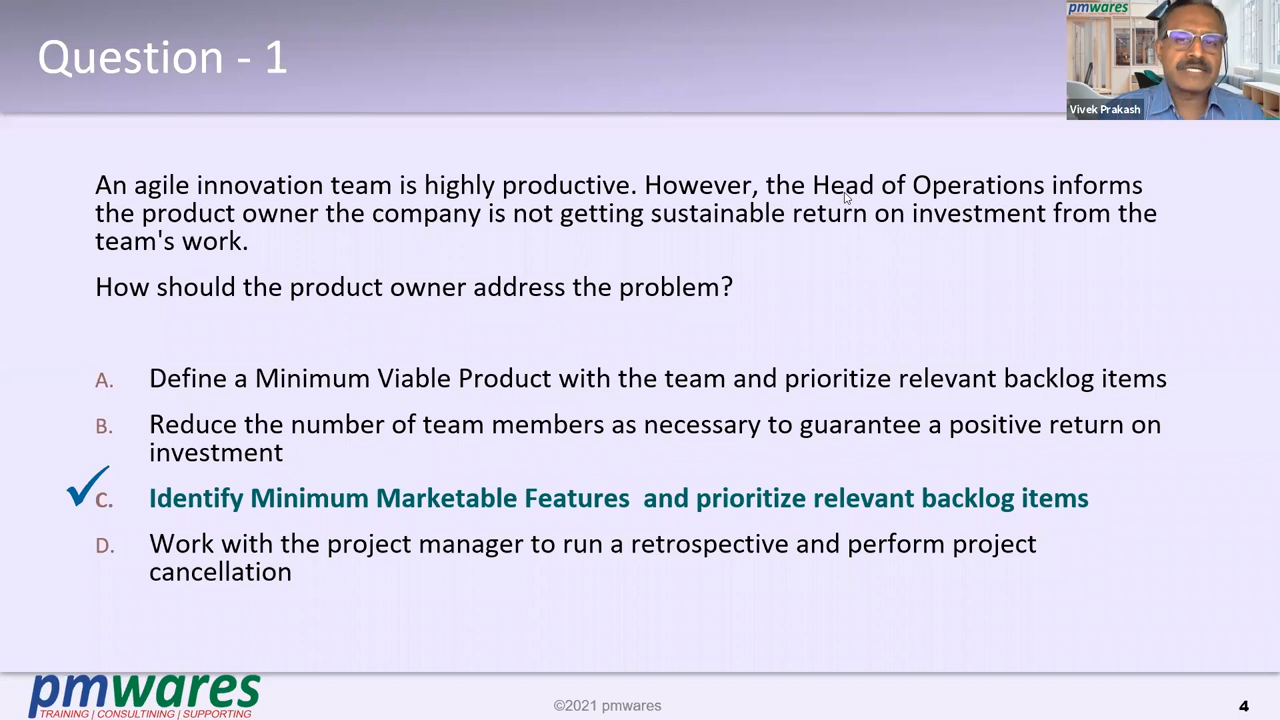 Question - 1
pmwares
Vivek Prakash
An agile innovation team is highly productive. However, the Head of Operations informs
the product owner the company is not getting sustainable return on investment from the
team's work.
How should the product owner address the problem?
A. Define a Minimum Viable Product with the team and prioritize relevant backlog items
B. Reduce the number of team members as necessary to guarantee a positive return on
investment
C. Identify Minimum Marketable Features and prioritize relevant backlog items
D. Work with the project manager to run a retrospective and perform project
cancellation
pmwares
TRAINING | CONSULTINING | SUPPORTING
©2021 pmwares
4